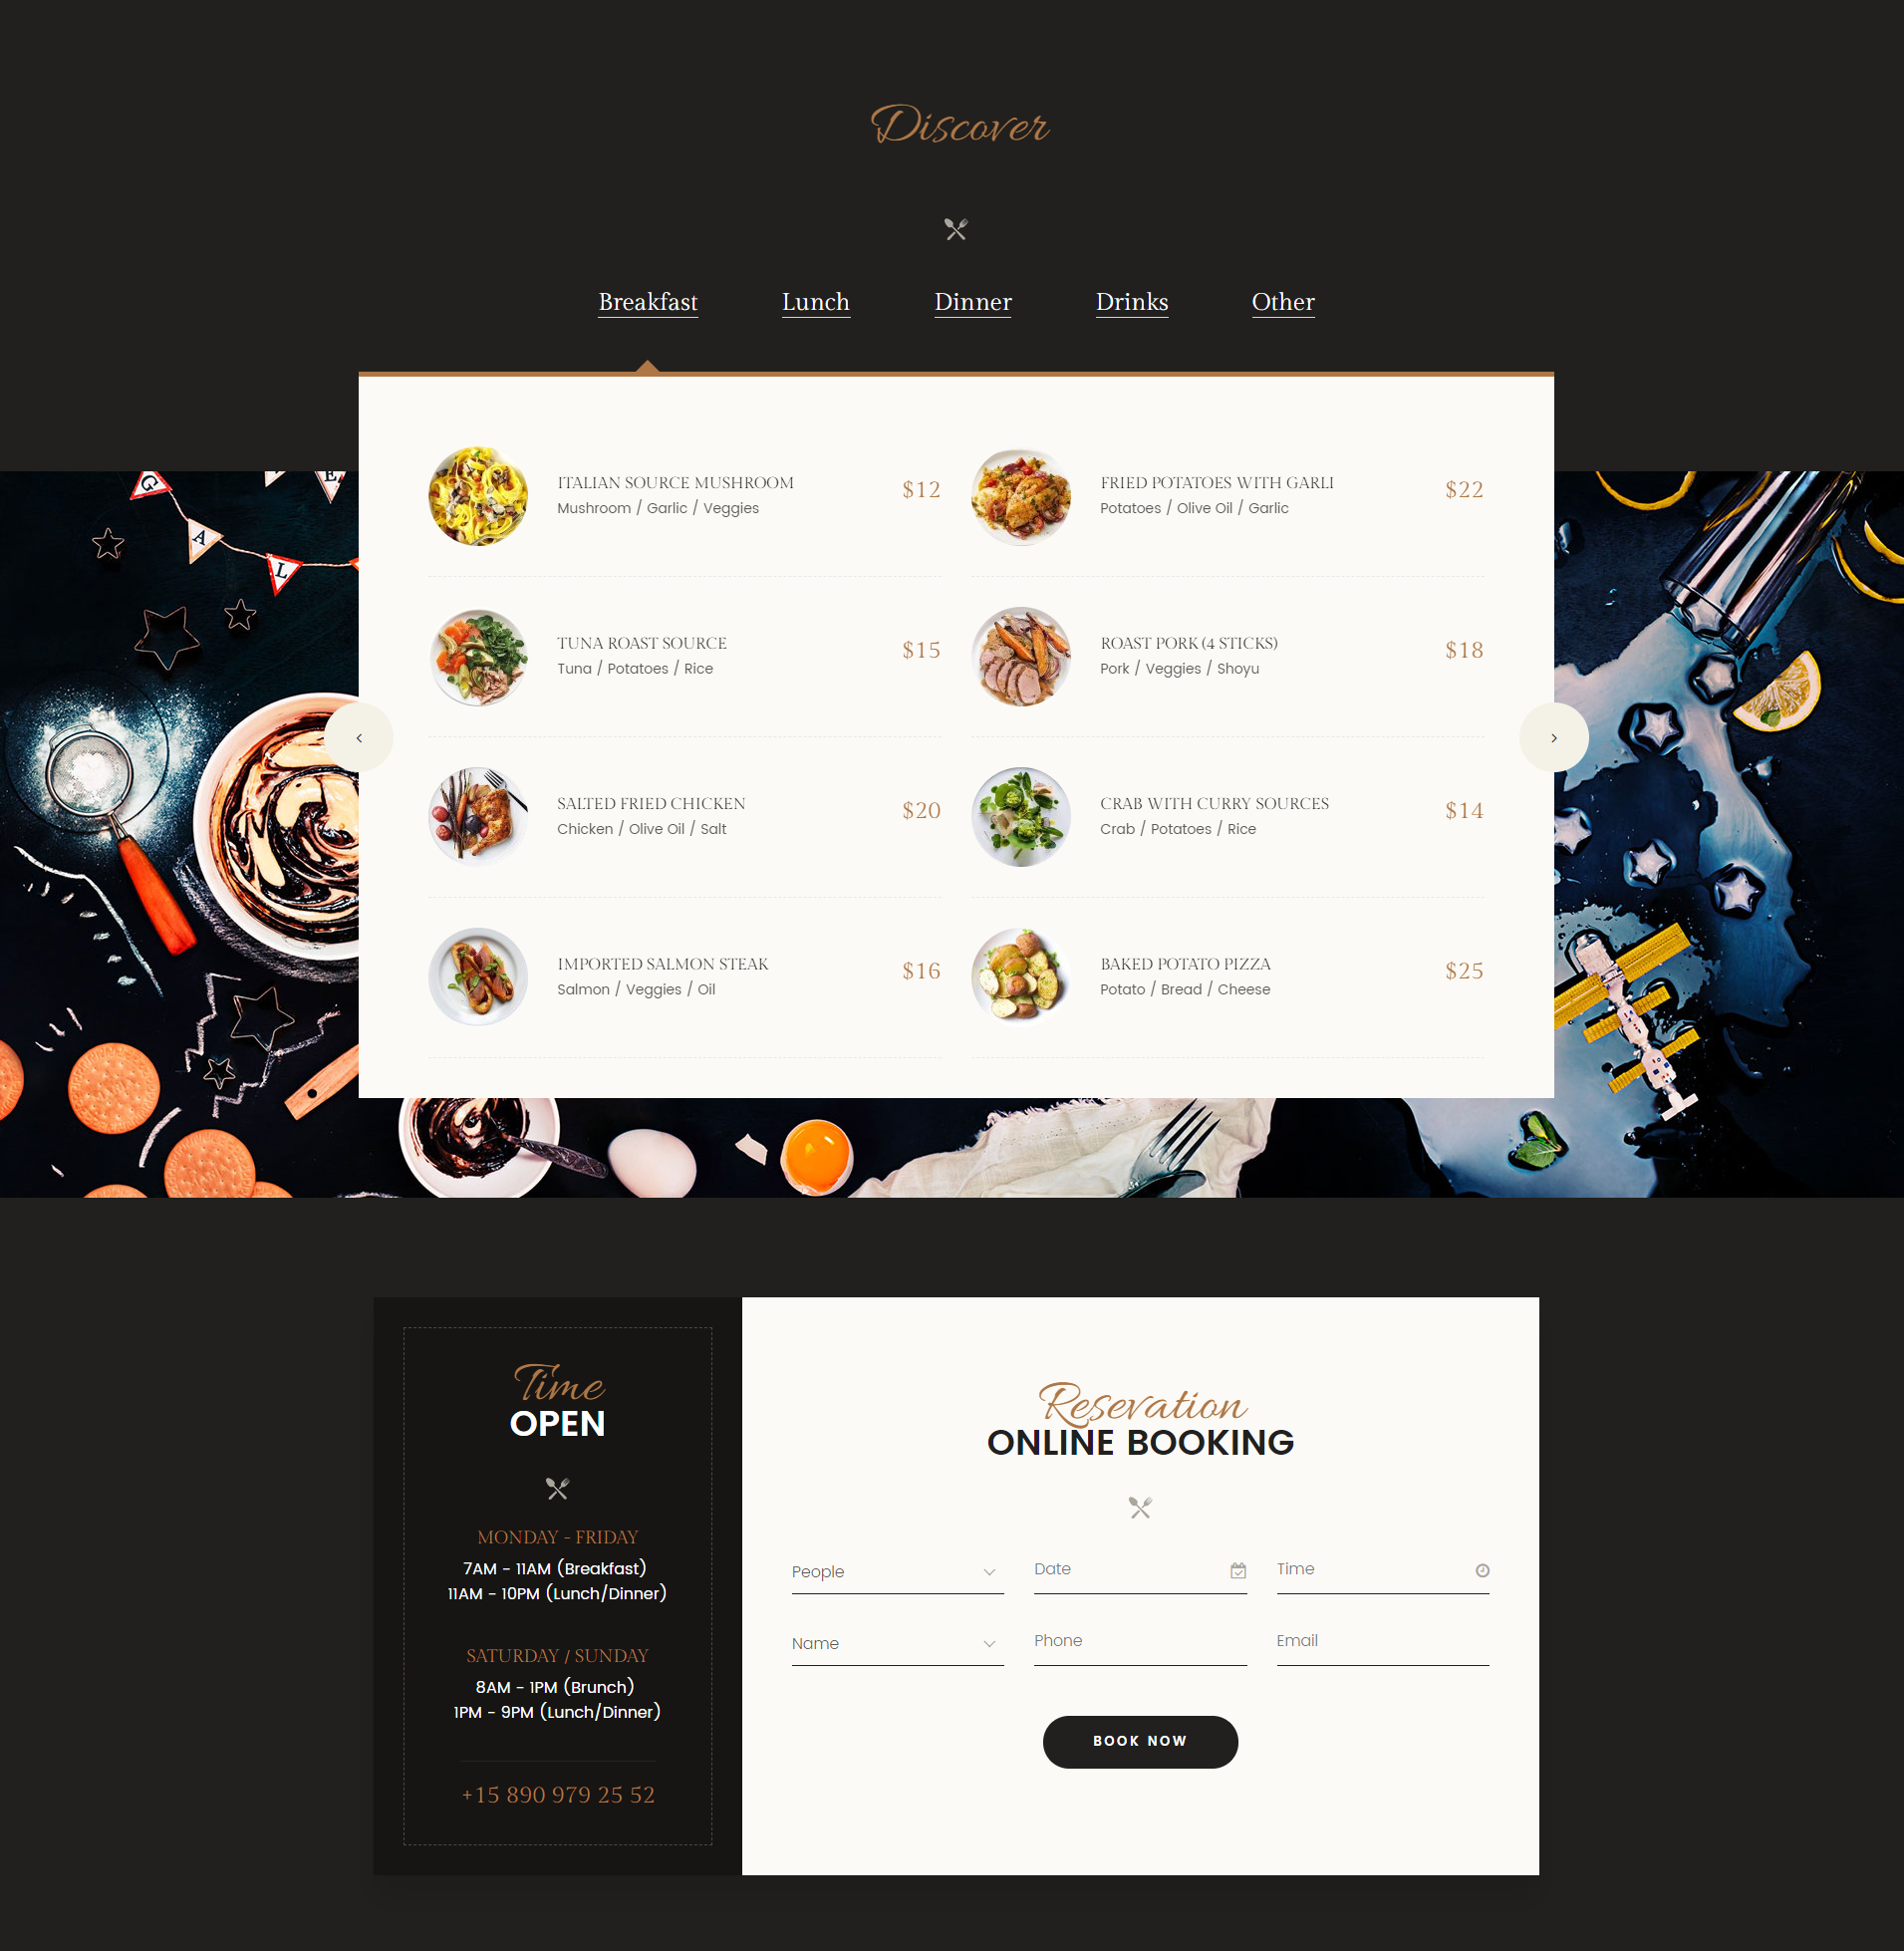 Discover
Breakfast Lunch Dinner Drinks Other
G
A
L
E
ITALIAN SOURCE MUSHROOM $12
Mushroom / Garlic / Veggies
FRIED POTATOES WITH GARLI $22
Potatoes / Olive Oil / Garlic
TUNA ROAST SOURCE $15
Tuna / Potatoes / Rice
ROAST PORK (4 STICKS) $18
Pork / Veggies / Shoyu
SALTED FRIED CHICKEN $20
Chicken / Olive Oil / Salt
CRAB WITH CURRY SOURCES $14
Crab / Potatoes / Rice
IMPORTED SALMON STEAK $16
Salmon / Veggies / Oil
BAKED POTATO PIZZA $25
Potato / Bread / Cheese
Time
OPEN
MONDAY - FRIDAY
7AM - 11AM (Breakfast)
11AM - 10PM (Lunch/Dinner)
SATURDAY / SUNDAY
8AM - 1PM (Brunch)
1PM - 9PM (Lunch/Dinner)
+15 890 979 25 52
Resevation
ONLINE BOOKING
People Date Time
Name Phone Email
BOOK NOW